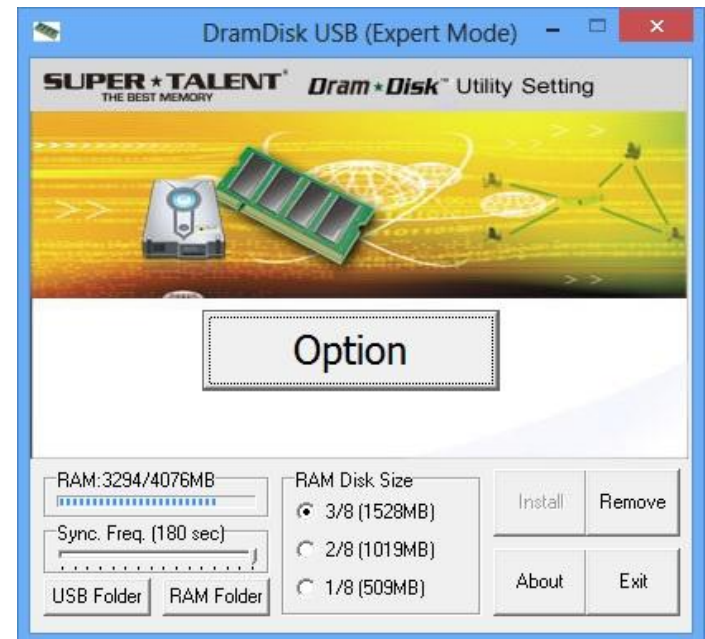 DramDisk USB (Expert Mode)
SUPER★TALENT Dram★Disk™ Utility Setting
THE BEST MEMORY
Option
RAM:3294/4076MB
Sync. Freq. (180 sec)
USB Folder RAM Folder
RAM Disk Size
3/8 (1528MB)
2/8 (1019MB)
1/8 (509MB)
Install Remove
About Exit